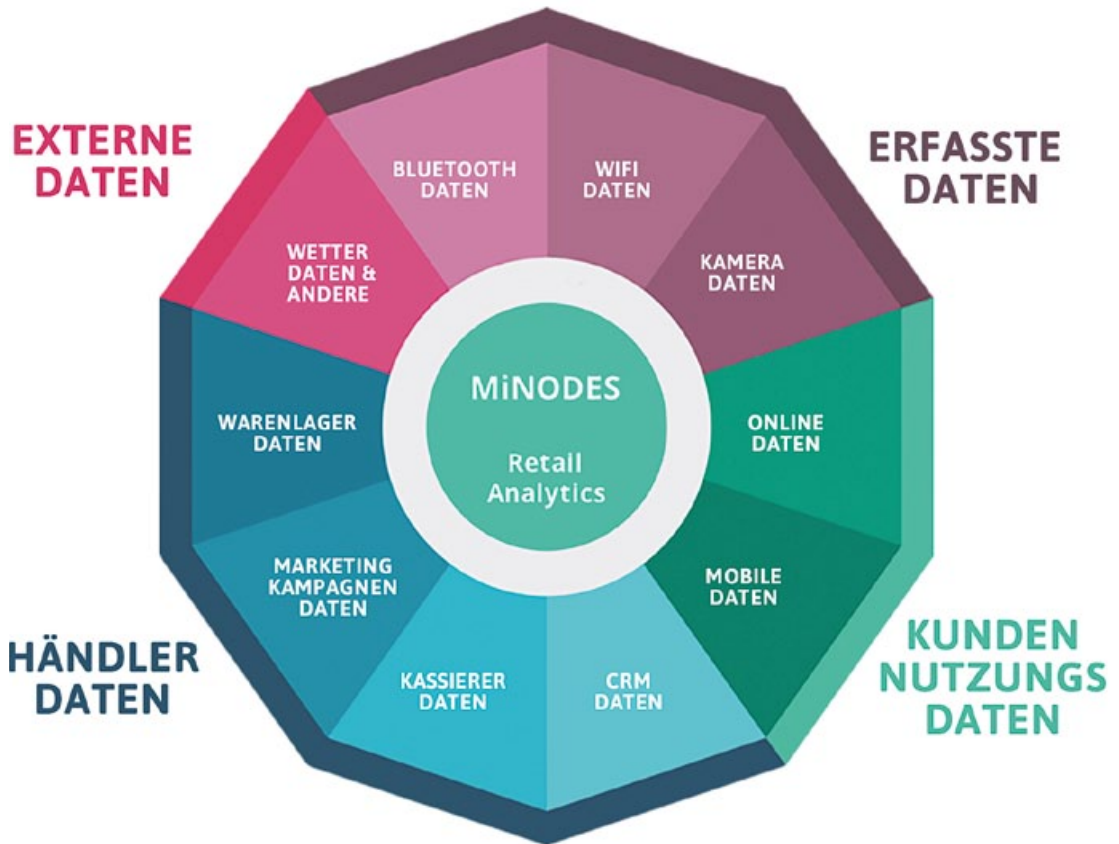 EXTERNE
DATEN
ERFASSTE
DATEN
BLUETOOTH
DATEN
WIFI
DATEN
WETTER
DATEN &
ANDERE
KAMERA
DATEN
WARENLAGER
DATEN
MiNODES
Retail
Analytics
ONLINE
DATEN
MARKETING
KAMPAGNEN
DATEN
MOBILE
DATEN
KASSIERER
DATEN
CRM
DATEN
HÄNDLER
DATEN
KUNDEN
NUTZUNGS
DATEN